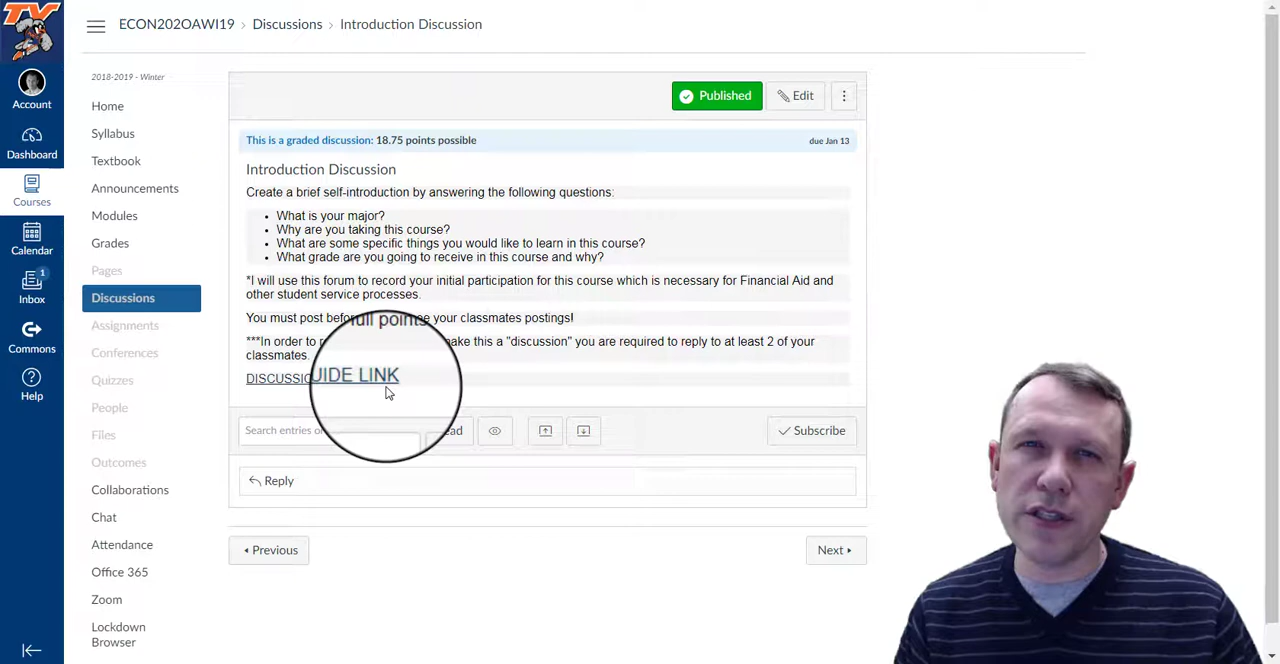 TV
ECON202OAWI19 › Discussions › Introduction Discussion
Account
Dashboard
Courses
Calendar
1
Inbox
Commons
Help
2018-2019 - Winter
Home
Syllabus
Textbook
Announcements
Modules
Grades
Pages
Discussions
Assignments
Conferences
Quizzes
People
Files
Outcomes
Collaborations
Chat
Attendance
Office 365
Zoom
Lockdown
Browser
Published
Edit
This is a graded discussion: 18.75 points possible
due Jan 13
Introduction Discussion
Create a brief self-introduction by answering the following questions:
• What is your major?
• Why are you taking this course?
• What are some specific things you would like to learn in this course?
• What grade are you going to receive in this course and why?
*I will use this forum to record your initial participation for this course which is necessary for Financial Aid and
other student service processes.
You must post your classmates postings!
full points
***In order to make this a "discussion" you are required to reply to at least 2 of your
classmates.
UIDE LINK
Search entries
Subscribe
Reply
Previous
Next